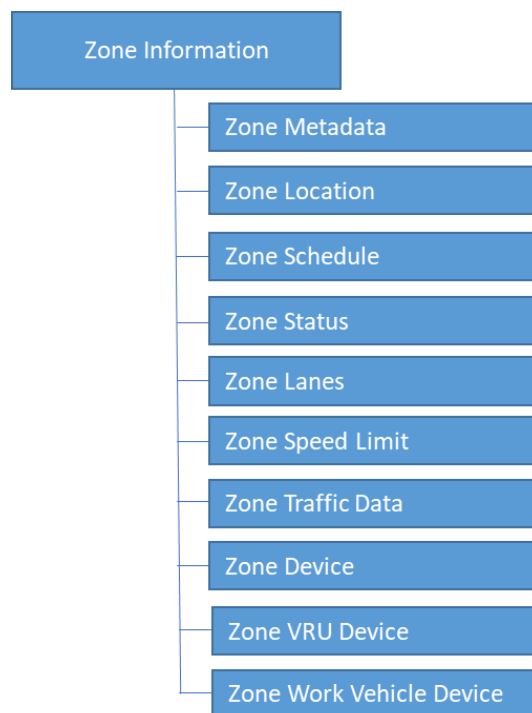 Zone Information
Zone Metadata
Zone Location
Zone Schedule
Zone Status
Zone Lanes
Zone Speed Limit
Zone Traffic Data
Zone Device
Zone VRU Device
Zone Work Vehicle Device